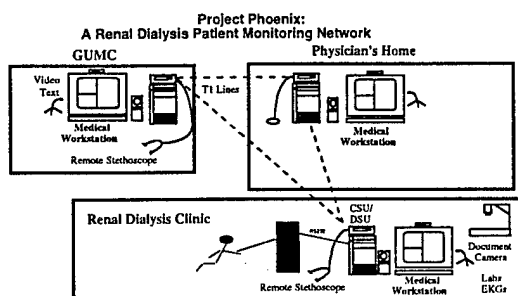 Project Phoenix:
A Renal Dialysis Patient Monitoring Network
GUMC
Physician's Home
Video
Text
T1 Lines
Medical
Workstation
Remote Stethoscope
Medical
Workstation
Renal Dialysis Clinic
CSU/
DSU
Remote Stethoscope
Medical
Workstation
Document
Camera
Labs
EKGs